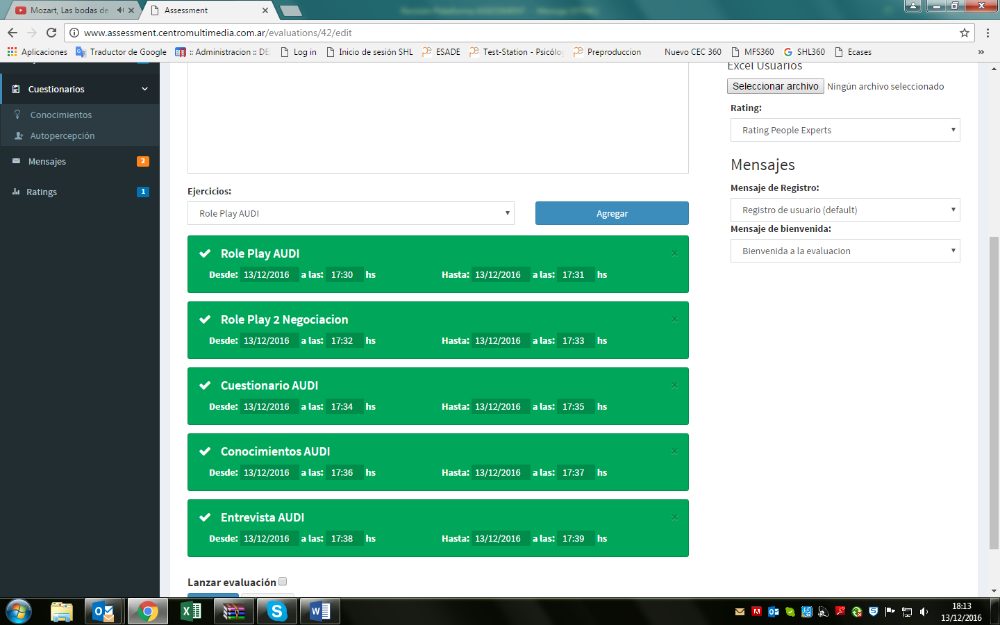 Mozart, Las bodas de
Assessment
www.assessment.centromultimedia.com.ar/evaluations/42/edit
Aplicaciones
Traductor de Google
:: Administracion :: DE
Log in
Inicio de sesión SHL
ESADE
Test-Station - Psicólo
Preproduccion
Nuevo CEC 360
MFS360
SHL360
Ecases
»
Cuestionarios
Conocimientos
Autopercepción
Mensajes 2
Ratings 1
Ejercicios:
Role Play AUDI
Agregar
Role Play AUDI
Desde: 13/12/2016 a las: 17:30 hs Hasta: 13/12/2016 a las: 17:31 hs
Role Play 2 Negociacion
Desde: 13/12/2016 a las: 17:32 hs Hasta: 13/12/2016 a las: 17:33 hs
Cuestionario AUDI
Desde: 13/12/2016 a las: 17:34 hs Hasta: 13/12/2016 a las: 17:35 hs
Conocimientos AUDI
Desde: 13/12/2016 a las: 17:36 hs Hasta: 13/12/2016 a las: 17:37 hs
Entrevista AUDI
Desde: 13/12/2016 a las: 17:38 hs Hasta: 13/12/2016 a las: 17:39 hs
Lanzar evaluación
Excel Usuarios
Seleccionar archivo Ningún archivo seleccionado
Rating:
Rating People Experts
Mensajes
Mensaje de Registro:
Registro de usuario (default)
Mensaje de bienvenida:
Bienvenida a la evaluacion
18:13
13/12/2016